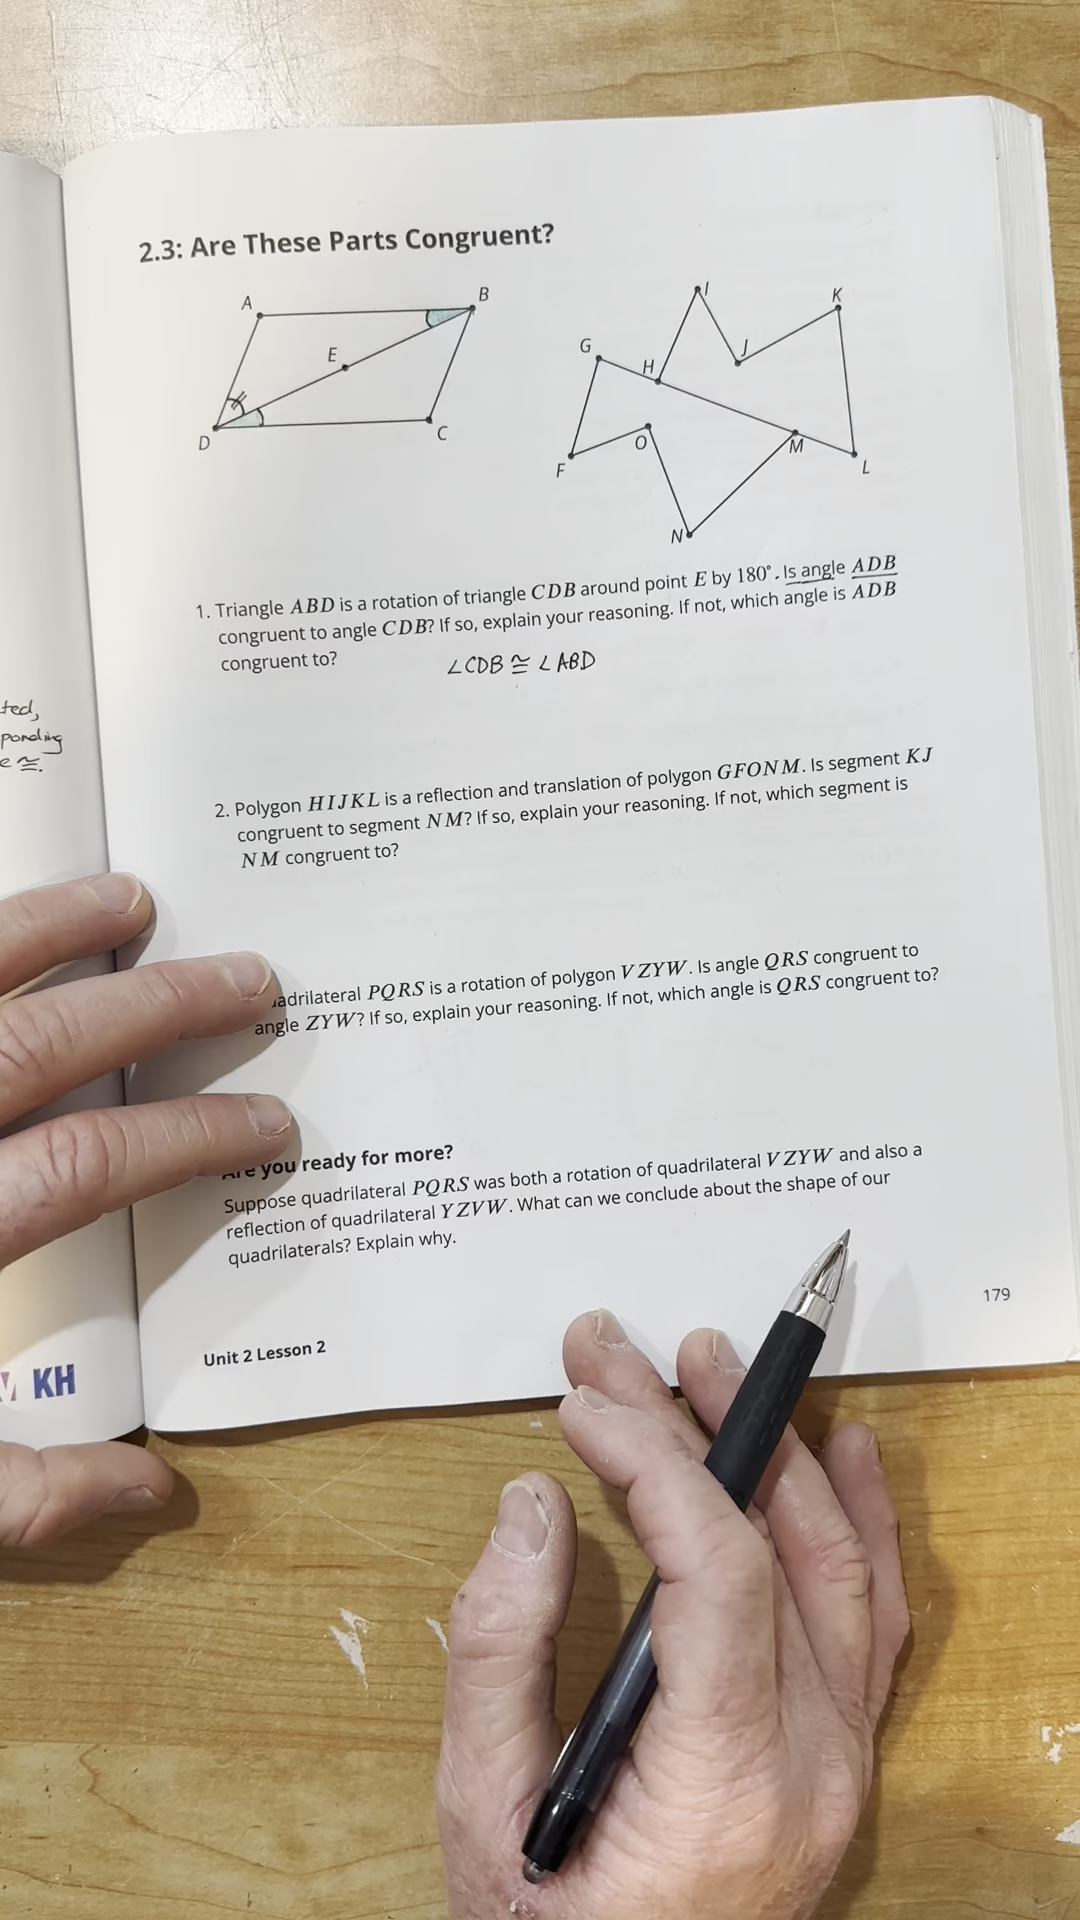 ted,
ponding
e ≅.
KH
2.3: Are These Parts Congruent?
A
B
E
D
C
I
K
G
H
J
O
M
F
L
N
1. Triangle ABD is a rotation of triangle CDB around point E by 180°. Is angle ADB
congruent to angle CDB? If so, explain your reasoning. If not, which angle is ADB
congruent to?
∠CDB ≅ ∠ABD
2. Polygon HIJKL is a reflection and translation of polygon GFONM. Is segment KJ
congruent to segment NM? If so, explain your reasoning. If not, which segment is
NM congruent to?
adrilateral PQRS is a rotation of polygon VZYW. Is angle QRS congruent to
angle ZYW? If so, explain your reasoning. If not, which angle is QRS congruent to?
Are you ready for more?
Suppose quadrilateral PQRS was both a rotation of quadrilateral VZYW and also a
reflection of quadrilateral YZVW. What can we conclude about the shape of our
quadrilaterals? Explain why.
179
Unit 2 Lesson 2